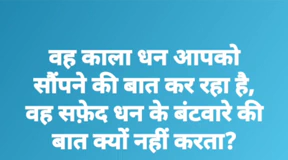 वह काला धन आपको
सौंपने की बात कर रहा है,
वह सफ़ेद धन के बंटवारे की
बात क्यों नहीं करता?